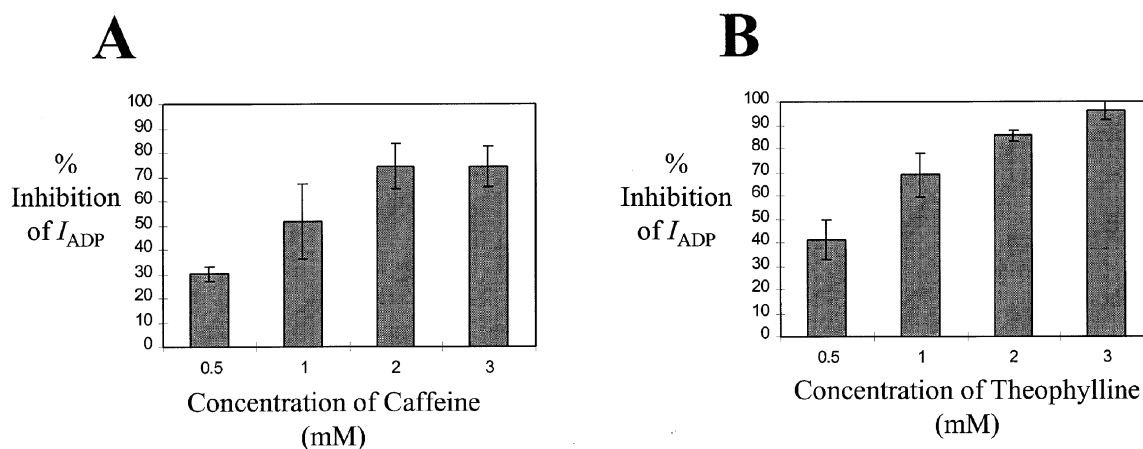 A
100
90
80
70
60
50
40
30
20
10
0
%
Inhibition
of IADP
0.5 1 2 3
Concentration of Caffeine
(mM)
B
100
90
80
70
60
50
40
30
20
10
0
%
Inhibition
of IADP
0.5 1 2 3
Concentration of Theophylline
(mM)